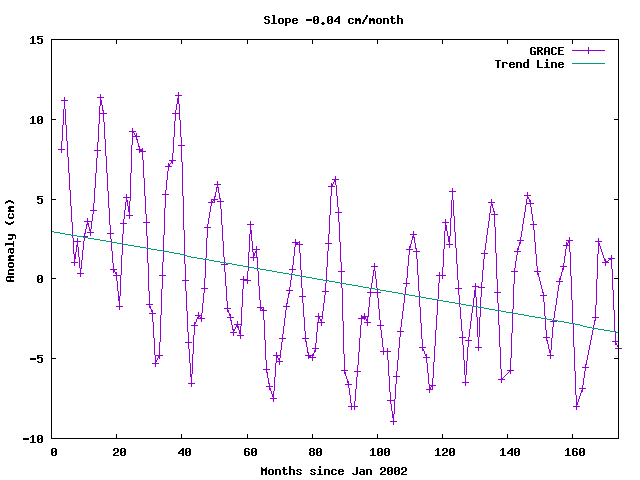 Slope -0.04 cm/month
15
GRACE
Trend Line
10
5
Anomaly (cm)
0
-5
-10
0 20 40 60 80 100 120 140 160
Months since Jan 2002